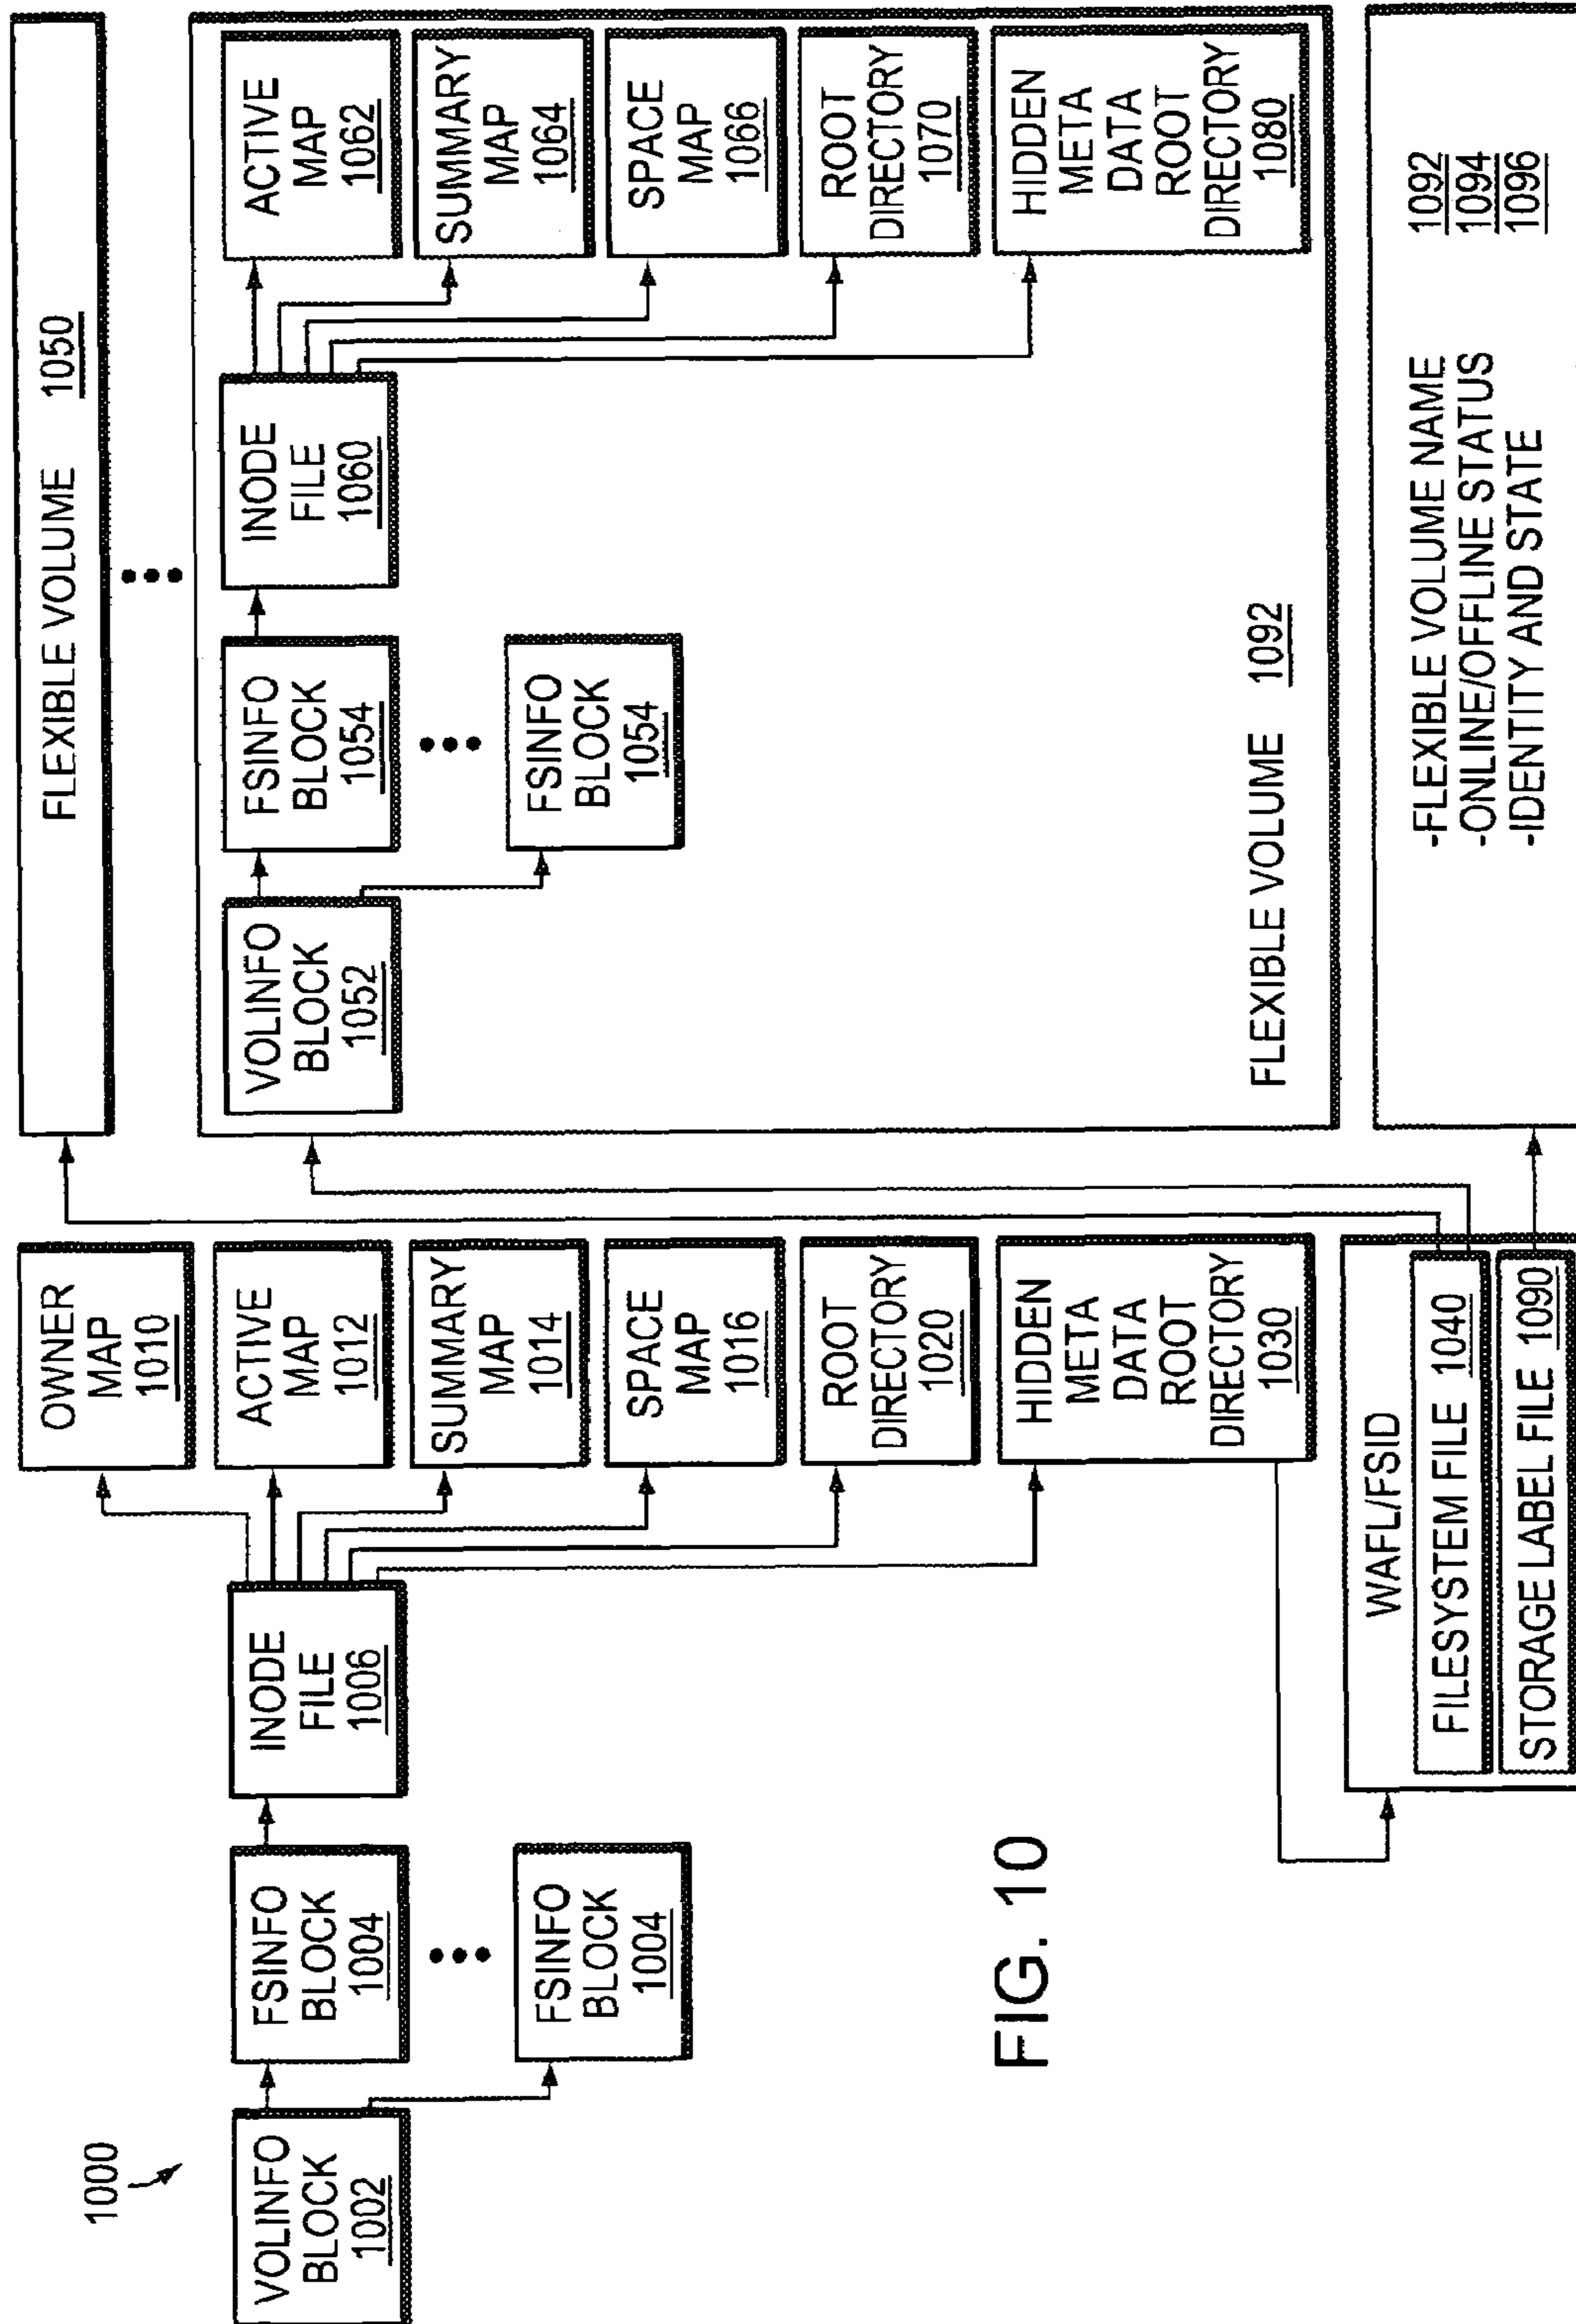 1000
VOLINFO
BLOCK
1002
FSINFO
BLOCK
1004
•••
FSINFO
BLOCK
1004
INODE
FILE
1006
OWNER
MAP
1010
ACTIVE
MAP
1012
SUMMARY
MAP
1014
SPACE
MAP
1016
ROOT
DIRECTORY
1020
HIDDEN
META
DATA
ROOT
DIRECTORY
1030
WAFL/FSID
FILESYSTEM FILE 1040
STORAGE LABEL FILE 1090
FLEXIBLE VOLUME 1050
•••
VOLINFO
BLOCK
1052
FSINFO
BLOCK
1054
•••
FSINFO
BLOCK
1054
INODE
FILE
1060
ACTIVE
MAP
1062
SUMMARY
MAP
1064
SPACE
MAP
1066
ROOT
DIRECTORY
1070
HIDDEN
META
DATA
ROOT
DIRECTORY
1080
FLEXIBLE VOLUME 1092
-FLEXIBLE VOLUME NAME 1092
-ONLINE/OFFLINE STATUS 1094
-IDENTITY AND STATE 1096
FIG. 10